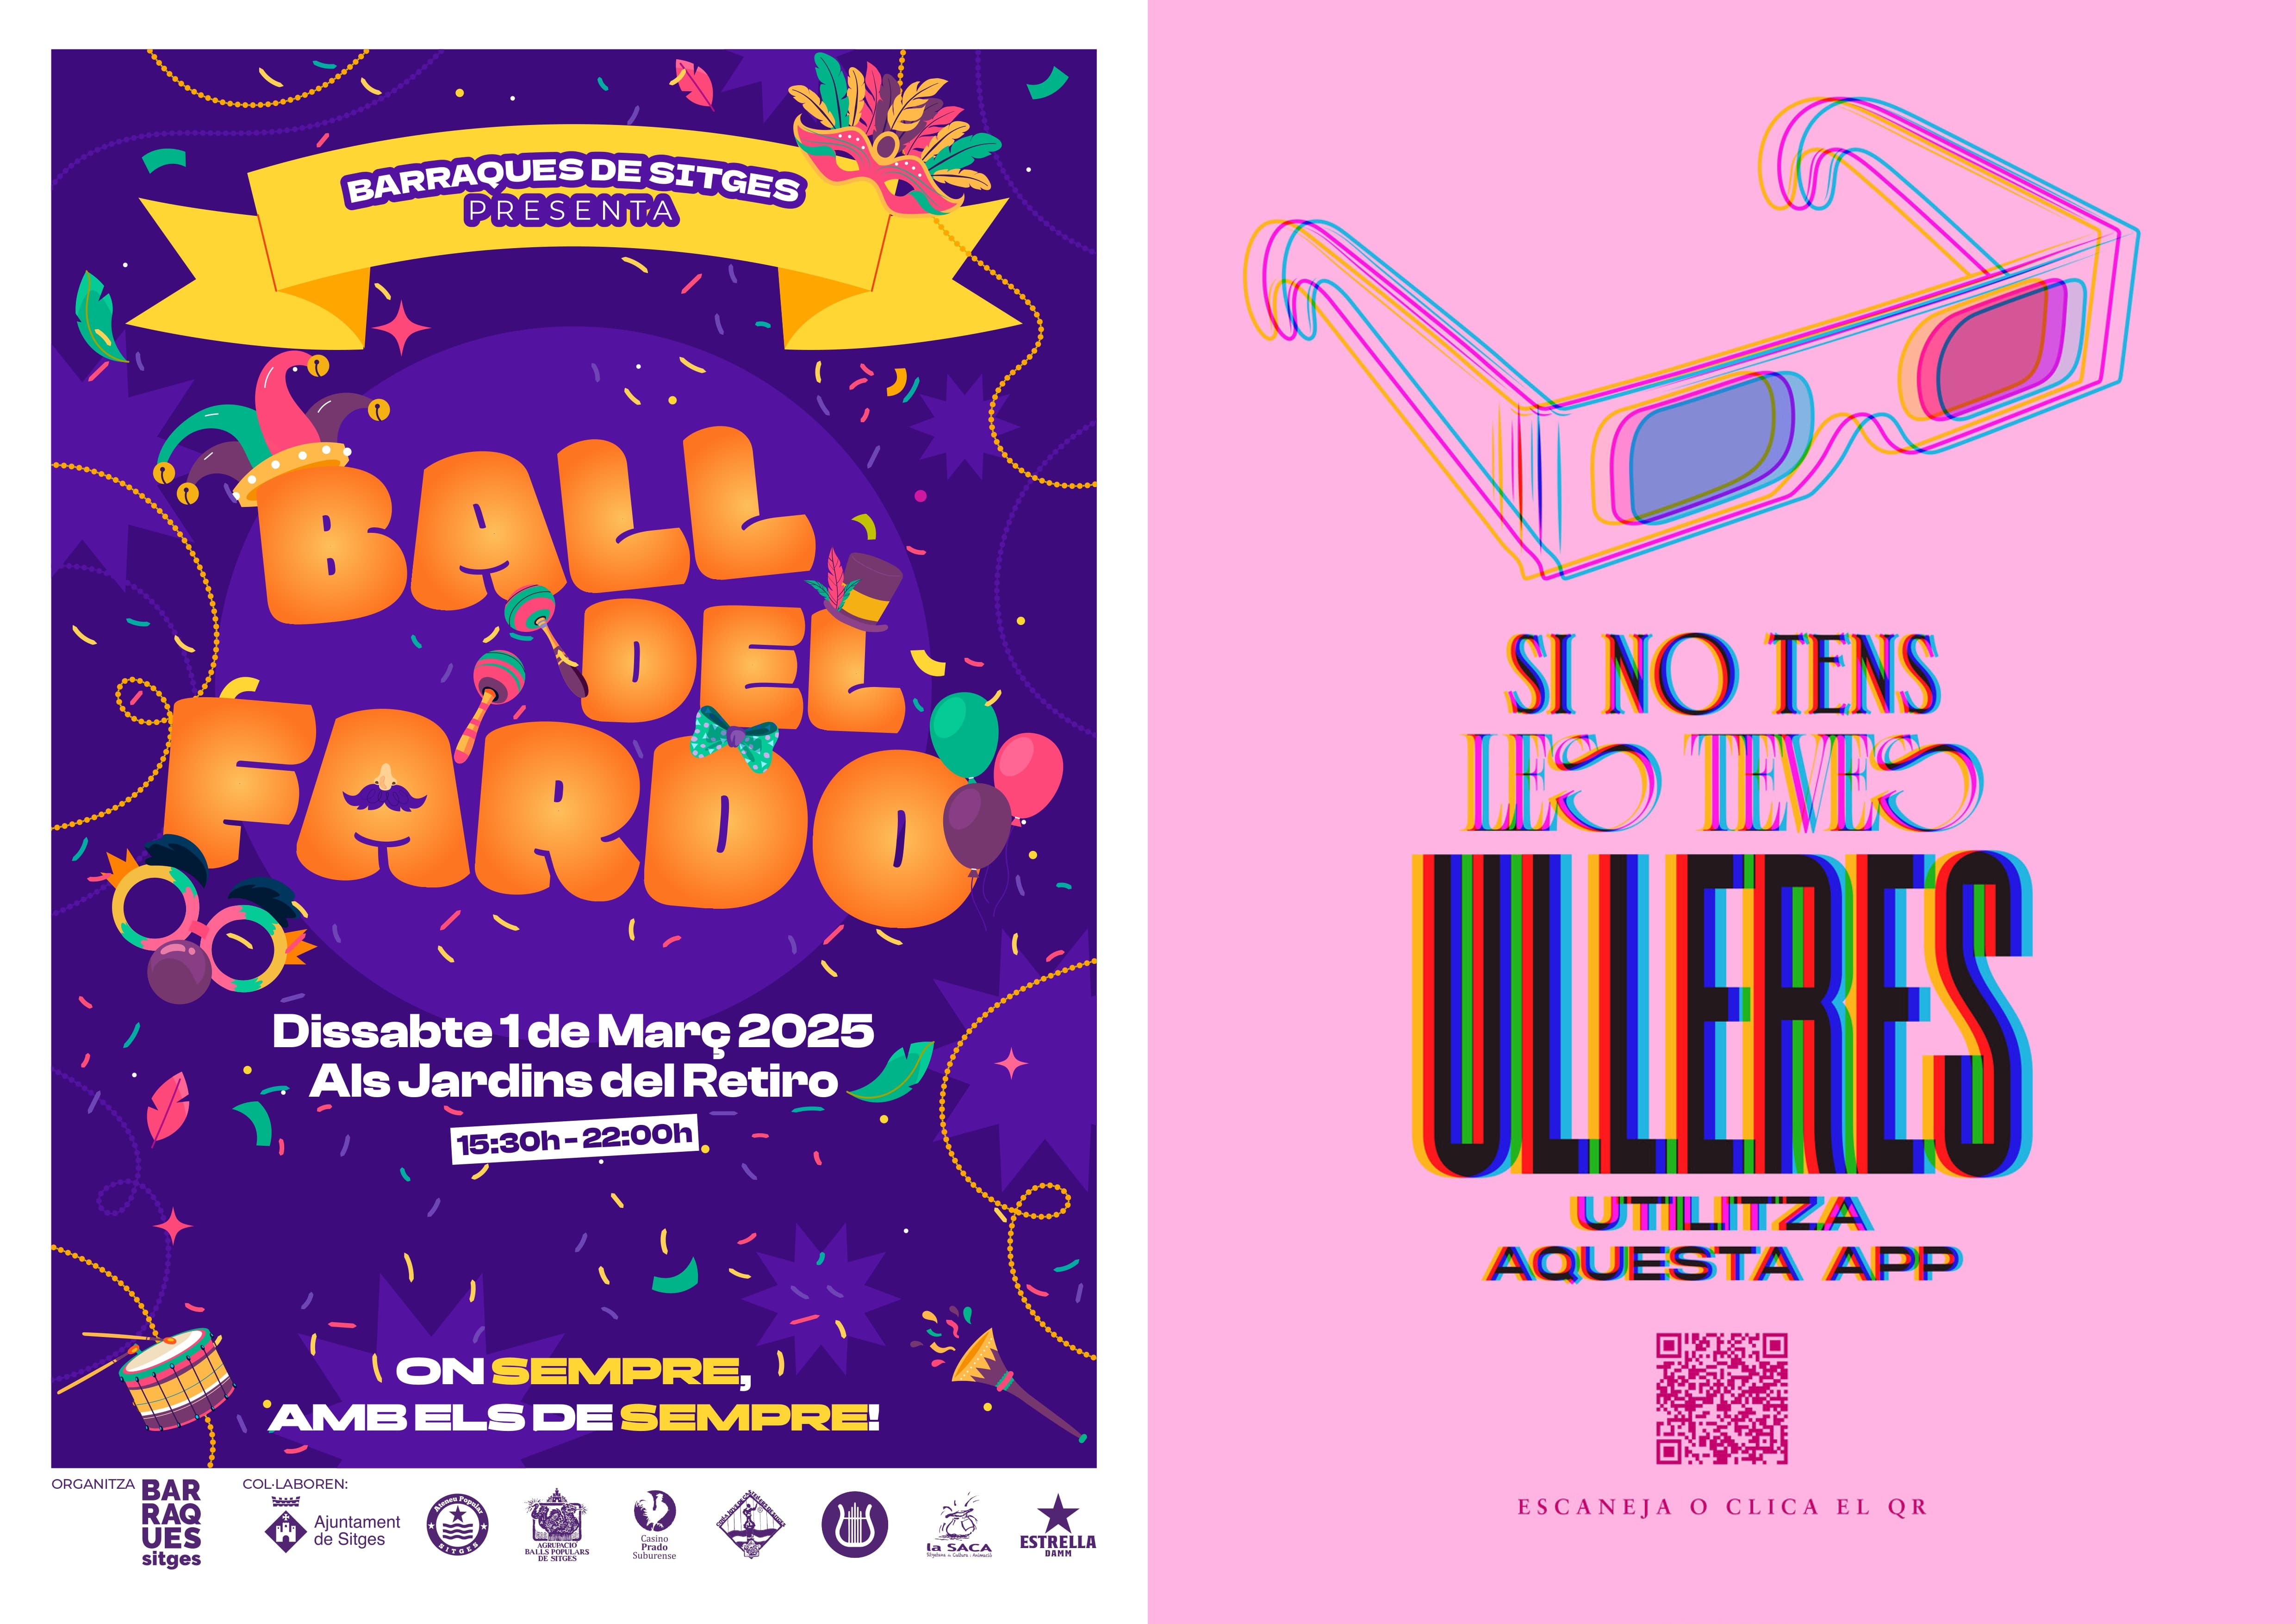 BARRAQUES DE SITGES
PRESENTA
BALL
DEL
FARDO
Dissabte 1 de Març 2025
Als Jardins del Retiro
15:30h - 22:00h
ON SEMPRE,
AMB ELS DE SEMPRE!
ORGANITZA
BAR
RAQ
UES
sitges
COL·LABOREN:
Ajuntament
de Sitges
Ateneu Popular
SITGES
AGRUPACIÓ
BALLS POPULARS
DE SITGES
Casino
Prado
Suburense
la SACA
ESTRELLA
DAMM
SI NO TENS
LES TEVES
ULLERES
UTILITZA
AQUESTA APP
ESCANEJA O CLICA EL QR